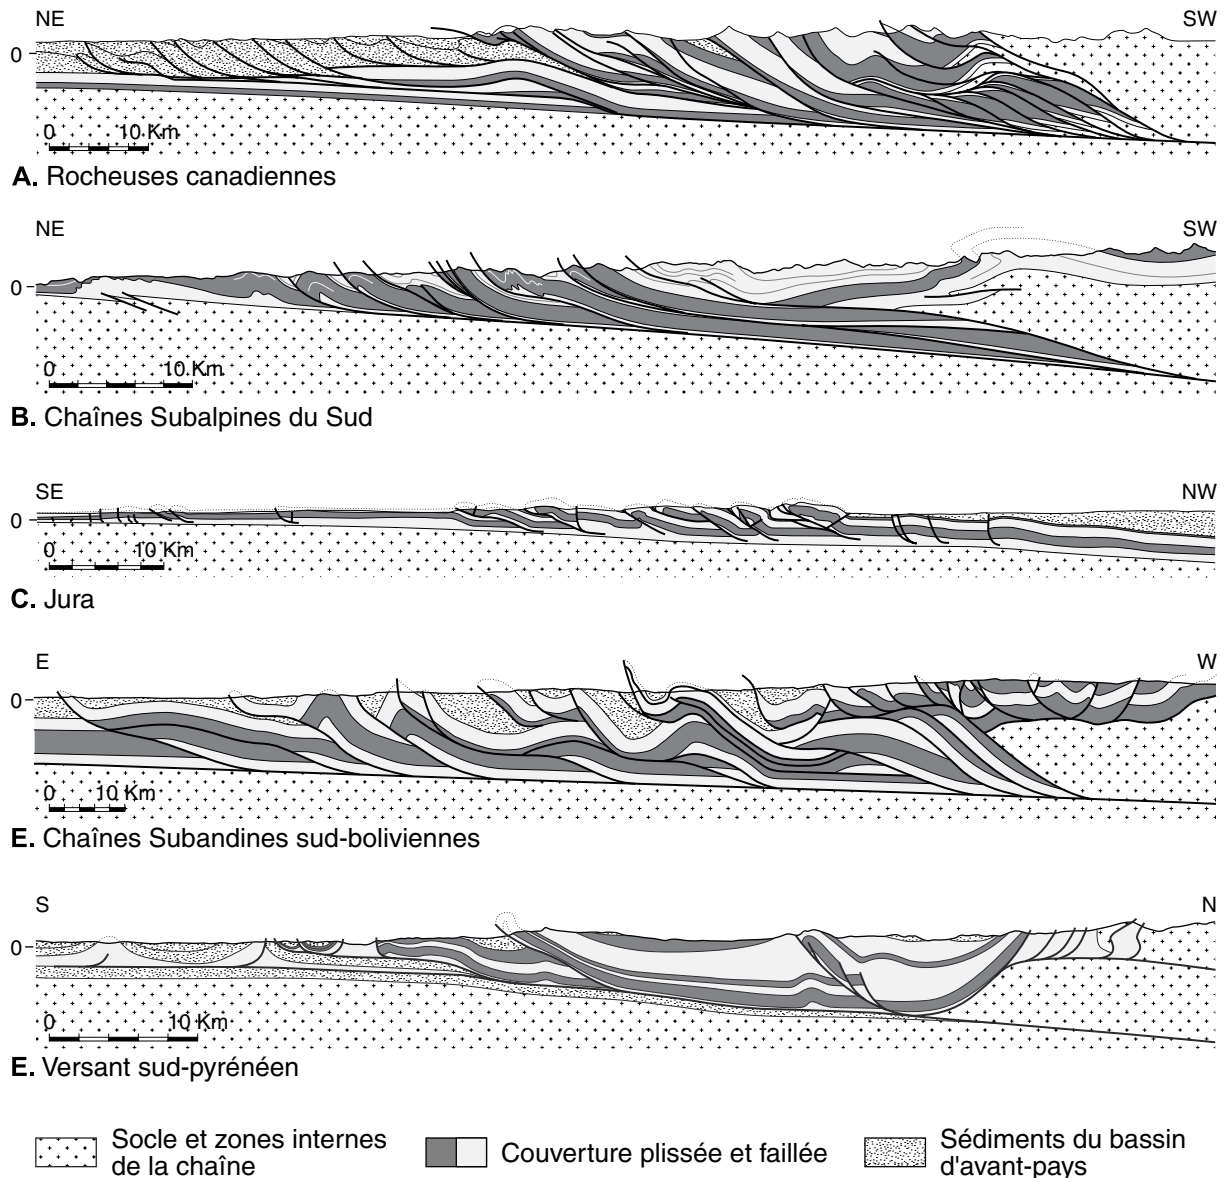 NE SW
0
0 10 Km
A. Rocheuses canadiennes
NE SW
0
0 10 Km
B. Chaînes Subalpines du Sud
SE NW
0
0 10 Km
C. Jura
E W
0
0 10 Km
E. Chaînes Subandines sud-boliviennes
S N
0
0 10 Km
E. Versant sud-pyrénéen
Socle et zones internes
de la chaîne
Couverture plissée et faillée
Sédiments du bassin
d'avant-pays